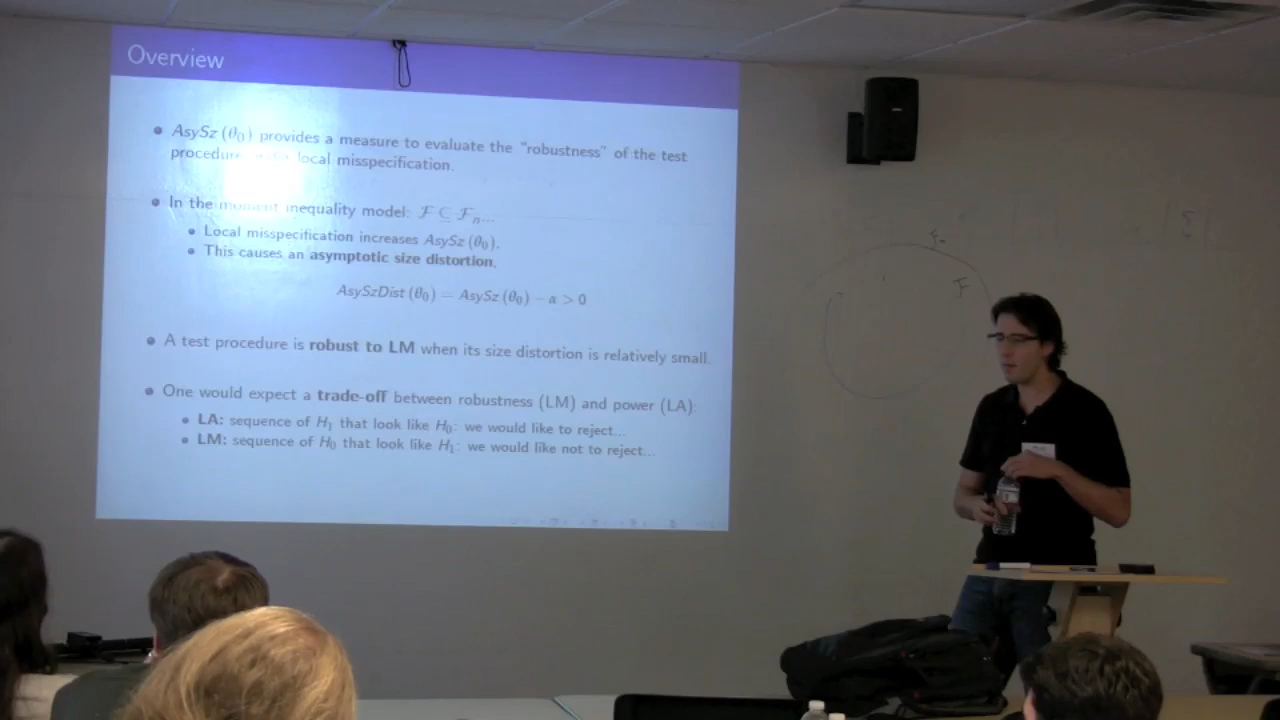 Overview
AsySz (θ₀) provides a measure to evaluate the "robustness" of the test
local misspecification.
In the moment inequality model: ℱ ⊆ ℱₙ...
Local misspecification increases AsySz (θ₀).
This causes an asymptotic size distortion.
AsySzDist (θ₀) = AsySz (θ₀) − α > 0
A test procedure is robust to LM when its size distortion is relatively small.
One would expect a trade-off between robustness (LM) and power (LA):
LA: sequence of H₁ that look like H₀: we would like to reject...
LM: sequence of H₀ that look like H₁: we would like not to reject...